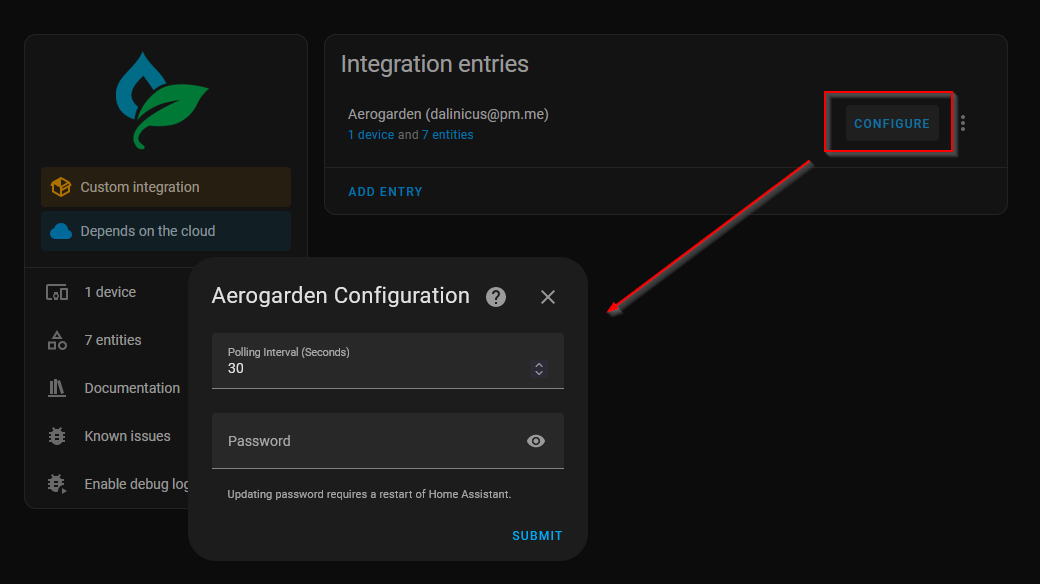 Integration entries
Aerogarden (dalinicus@pm.me)
1 device and 7 entities
CONFIGURE
ADD ENTRY
Custom integration
Depends on the cloud
1 device
7 entities
Documentation
Known issues
Enable debug log
Aerogarden Configuration
Polling Interval (Seconds)
30
Password
Updating password requires a restart of Home Assistant.
SUBMIT